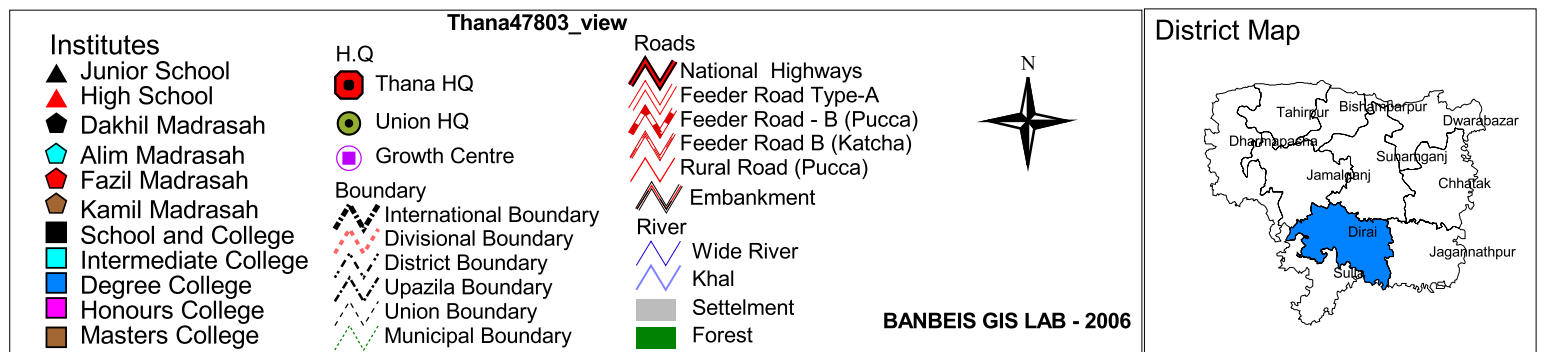 Thana47803_view
Institutes
Junior School
High School
Dakhil Madrasah
Alim Madrasah
Fazil Madrasah
Kamil Madrasah
School and College
Intermediate College
Degree College
Honours College
Masters College
H.Q
Thana HQ
Union HQ
Growth Centre
Boundary
International Boundary
Divisional Boundary
District Boundary
Upazila Boundary
Union Boundary
Municipal Boundary
Roads
National Highways
Feeder Road Type-A
Feeder Road - B (Pucca)
Feeder Road B (Katcha)
Rural Road (Pucca)
Embankment
River
Wide River
Khal
Settelment
Forest
N
BANBEIS GIS LAB - 2006
District Map
Tahirpur
Bishamparpur
Dwarabazar
Dharmapasha
Sunamganj
Jamalganj
Chhatak
Dirai
Jagannathpur
Sulla